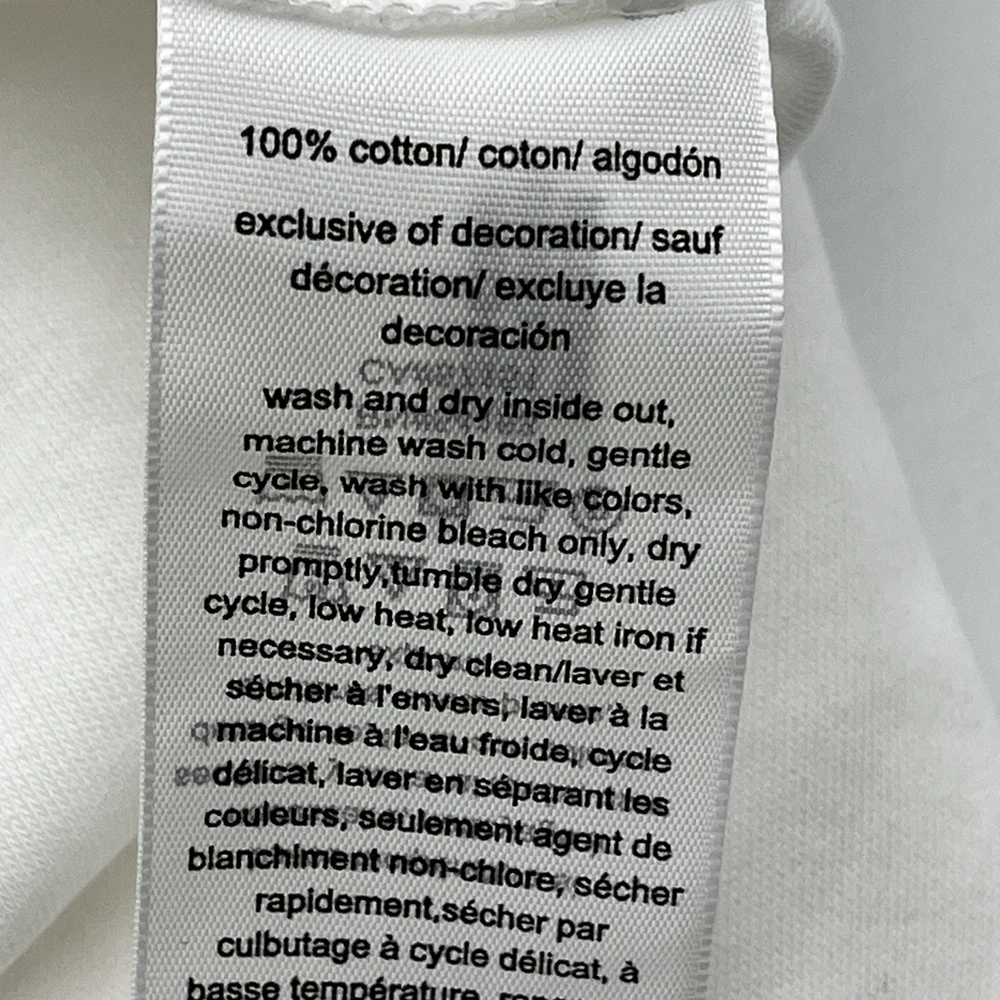 100% cotton/ coton/ algodón
exclusive of decoration/ sauf
décoration/ excluye la
decoración
wash and dry inside out,
machine wash cold, gentle
cycle, wash with like colors,
non-chlorine bleach only, dry
promptly,tumble dry gentle
cycle, low heat, low heat iron if
necessary, dry clean/laver et
sécher à l'envers, laver à la
machine à l'eau froide, cycle
délicat, laver en séparant les
couleurs, seulement agent de
blanchiment non-chlore, sécher
rapidement,sécher par
culbutage à cycle délicat, à
basse température,